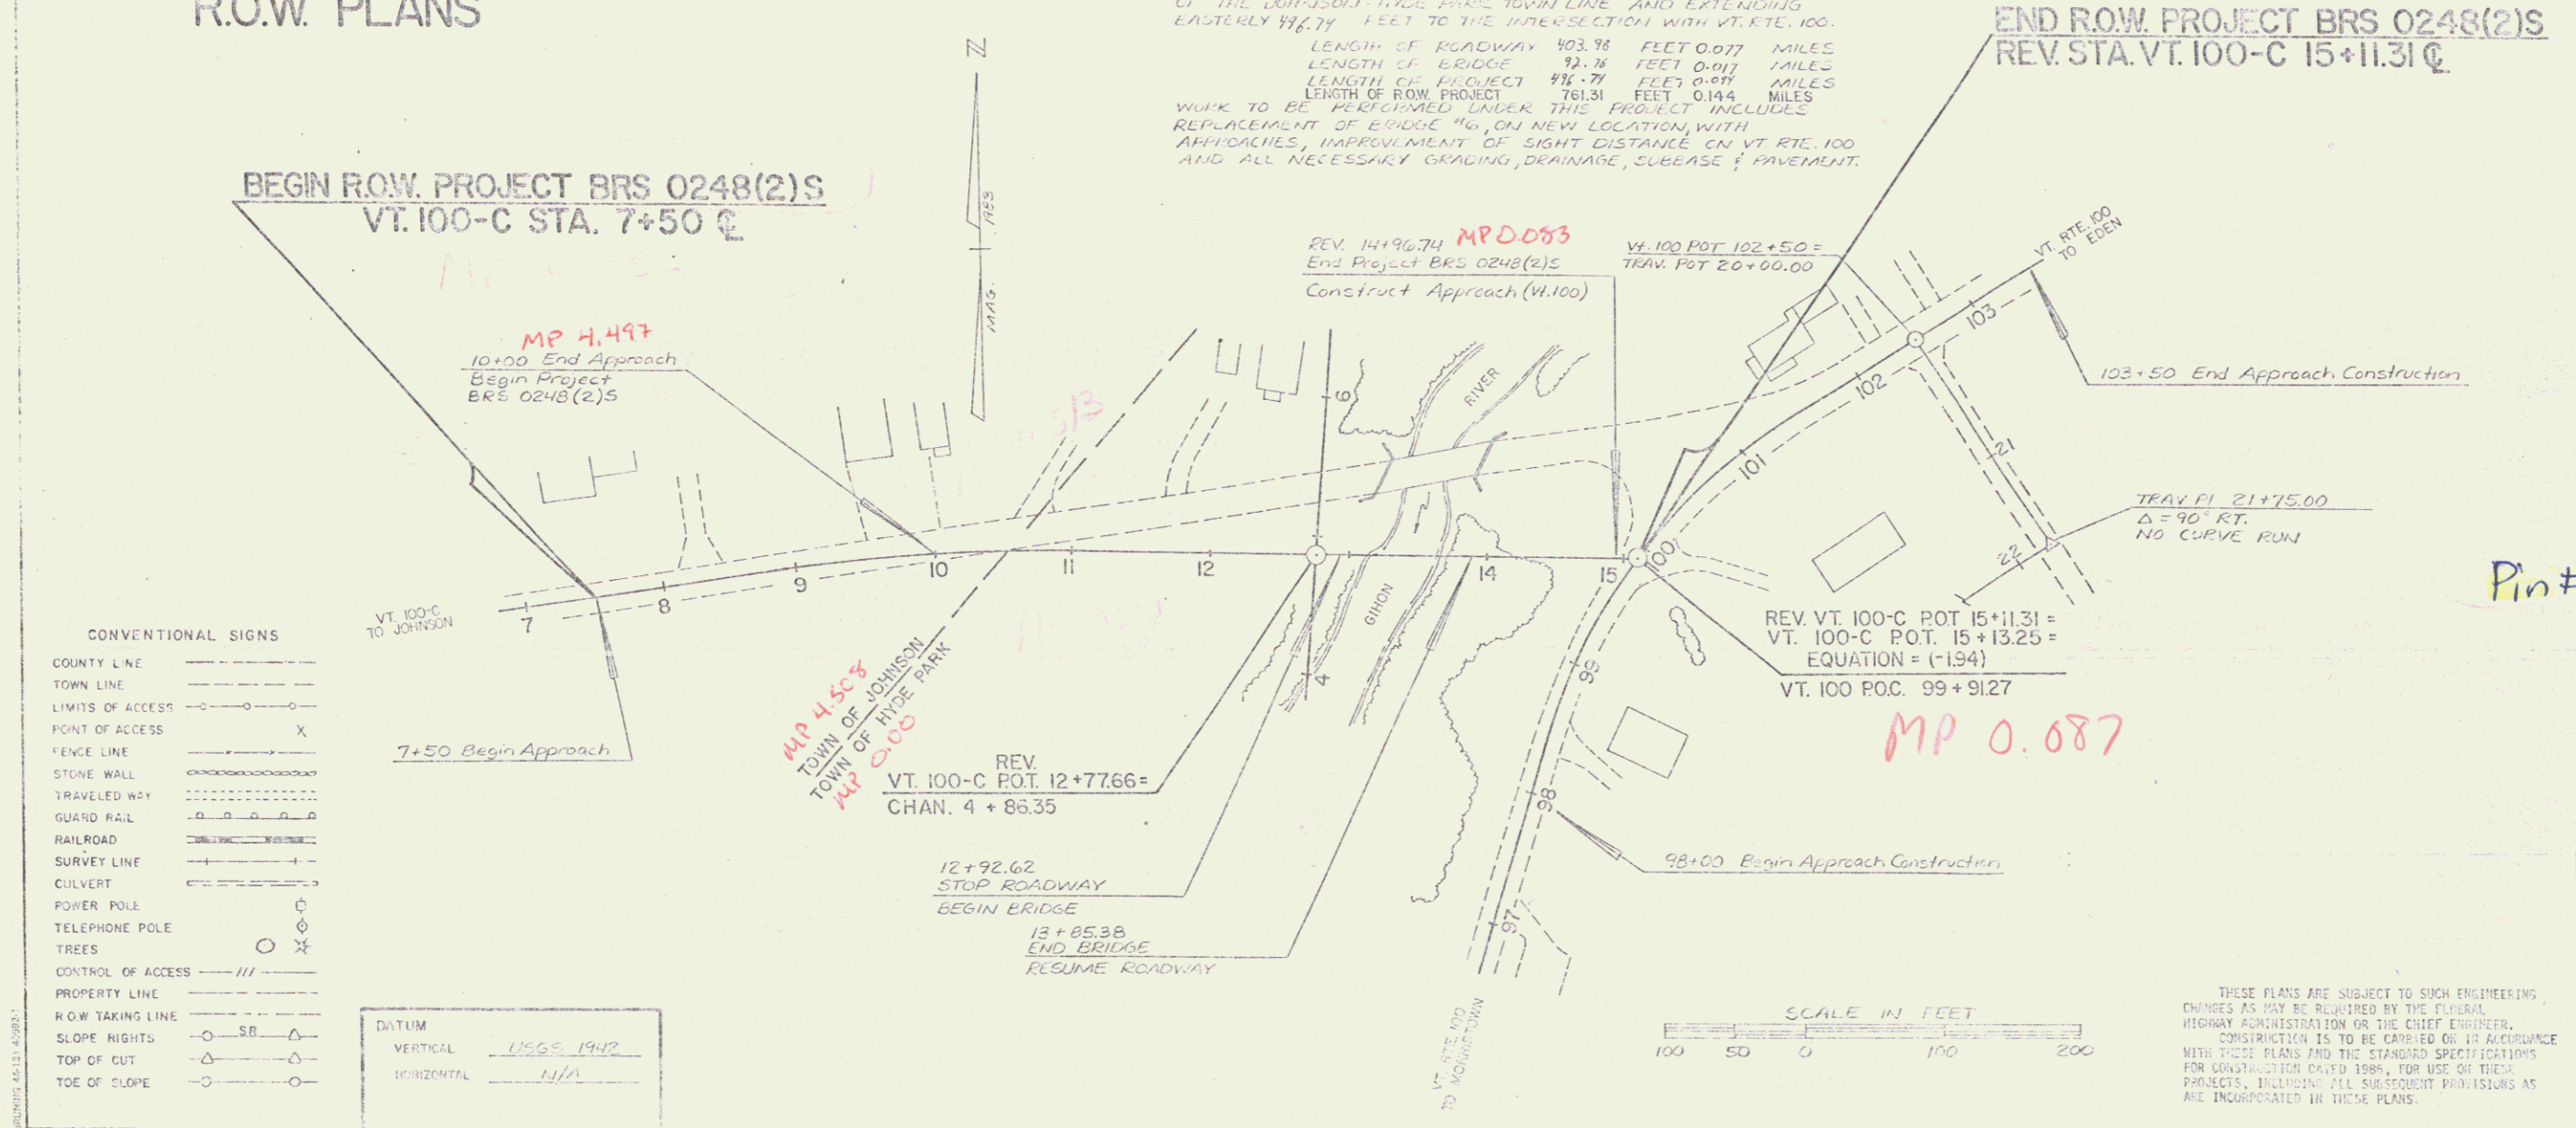 R.O.W. PLANS
OF THE JOHNSON-HYDE PARK TOWN LINE AND EXTENDING
EASTERLY 496.74 FEET TO THE INTERSECTION WITH VT. RTE. 100.
LENGTH OF ROADWAY 403.98 FEET 0.077 MILES
LENGTH OF BRIDGE 92.76 FEET 0.017 MILES
LENGTH OF PROJECT 496.74 FEET 0.094 MILES
LENGTH OF R.O.W. PROJECT 761.31 FEET 0.144 MILES
WORK TO BE PERFORMED UNDER THIS PROJECT INCLUDES
REPLACEMENT OF BRIDGE #6, ON NEW LOCATION, WITH
APPROACHES, IMPROVEMENT OF SIGHT DISTANCE ON VT. RTE. 100
AND ALL NECESSARY GRADING, DRAINAGE, SUBBASE & PAVEMENT.
END R.O.W. PROJECT BRS 0248(2)S
REV. STA. VT. 100-C 15+11.31 ℄
BEGIN R.O.W. PROJECT BRS 0248(2)S
VT. 100-C STA. 7+50 ℄
N
MAG. 1983
MP 4.497
10+00 End Approach
Begin Project
BRS 0248(2)S
REV. 14+96.74 MP 0.083
End Project BRS 0248(2)S
Construct Approach (Vt.100)
Vt. 100 POT 102+50 =
TRAV. POT 20+00.00
VT. RTE. 100
TO EDEN
103+50 End Approach Construction
TRAV PI 21+75.00
Δ = 90° RT.
NO CURVE RUN
Pin #
RIVER
GIHON
6
4
7
8
9
10
11
12
14
15
100
101
102
103
21
22
99
98
97
VT. 100-C
TO JOHNSON
7+50 Begin Approach
MP 4.508
TOWN OF JOHNSON
TOWN OF HYDE PARK
MP 0.00
REV.
VT. 100-C P.O.T. 12+77.66 =
CHAN. 4 + 86.35
12+92.62
STOP ROADWAY
BEGIN BRIDGE
13+85.38
END BRIDGE
RESUME ROADWAY
REV. VT. 100-C P.O.T. 15+11.31 =
VT. 100-C P.O.T. 15+13.25 =
EQUATION = (-1.94)
VT. 100 P.O.C. 99+91.27
MP 0.087
98+00 Begin Approach Construction
VT. RTE. 100
TO MORRISTOWN
CONVENTIONAL SIGNS
COUNTY LINE
TOWN LINE
LIMITS OF ACCESS
POINT OF ACCESS X
FENCE LINE
STONE WALL
TRAVELED WAY
GUARD RAIL
RAILROAD
SURVEY LINE
CULVERT
POWER POLE
TELEPHONE POLE
TREES
CONTROL OF ACCESS
PROPERTY LINE
R.O.W TAKING LINE
SLOPE RIGHTS SR
TOP OF CUT
TOE OF SLOPE
DATUM
VERTICAL USGS 1942
HORIZONTAL N/A
SCALE IN FEET
100 50 0 100 200
THESE PLANS ARE SUBJECT TO SUCH ENGINEERING
CHANGES AS MAY BE REQUIRED BY THE FEDERAL
HIGHWAY ADMINISTRATION OR THE CHIEF ENGINEER.
CONSTRUCTION IS TO BE CARRIED ON IN ACCORDANCE
WITH THESE PLANS AND THE STANDARD SPECIFICATIONS
FOR CONSTRUCTION DATED 1986, FOR USE ON THESE
PROJECTS, INCLUDING ALL SUBSEQUENT PROVISIONS AS
ARE INCORPORATED IN THESE PLANS.